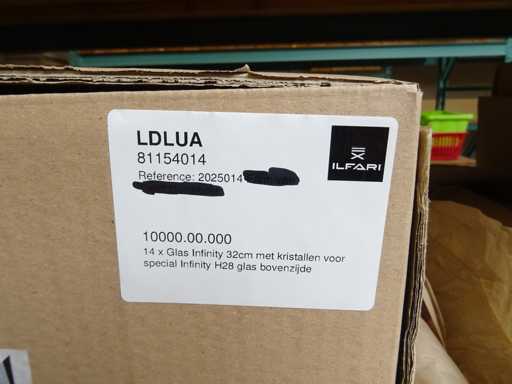 LDLUA
81154014
Reference: 2025014
ILFARI
10000.00.000
14 x Glas Infinity 32cm met kristallen voor
special Infinity H28 glas bovenzijde